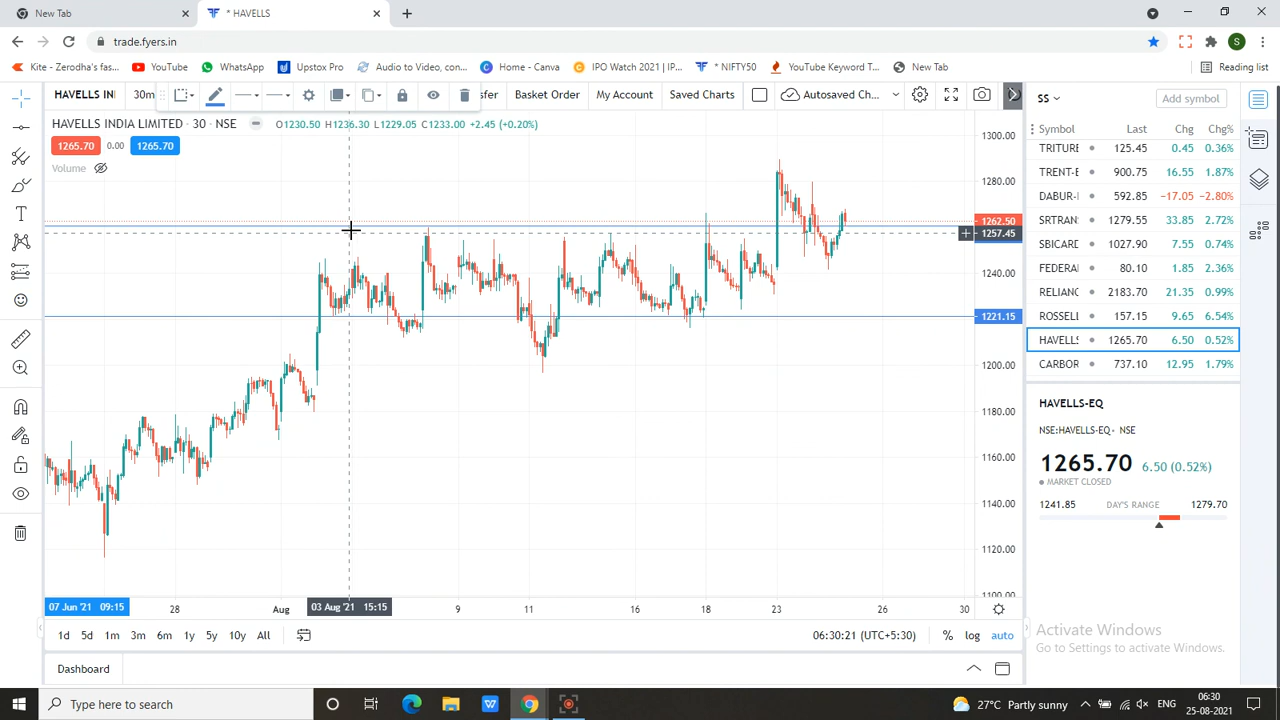 New Tab
* HAVELLS
trade.fyers.in
S
Kite - Zerodha's fas...
YouTube
WhatsApp
Upstox Pro
Audio to Video, con...
Home - Canva
IPO Watch 2021 | IP...
* NIFTY50
YouTube Keyword T...
New Tab
Reading list
HAVELLS IN
30m
sfer
Basket Order
My Account
Saved Charts
Autosaved Ch...
SS
Add symbol
HAVELLS INDIA LIMITED · 30 · NSE
O1230.50 H1236.30 L1229.05 C1233.00 +2.45 (+0.20%)
1265.70
0.00
1265.70
Volume
1300.00
1280.00
1262.50
1257.45
1240.00
1221.15
1200.00
1180.00
1160.00
1140.00
1120.00
1100.00
Symbol Last Chg Chg%
TRITURE 125.45 0.45 0.36%
TRENT-E 900.75 16.55 1.87%
DABUR- 592.85 −17.05 −2.80%
SRTRAN 1279.55 33.85 2.72%
SBICARD 1027.90 7.55 0.74%
FEDERA 80.10 1.85 2.36%
RELIANC 2183.70 21.35 0.99%
ROSSELL 157.15 9.65 6.54%
HAVELLS 1265.70 6.50 0.52%
CARBOR 737.10 12.95 1.79%
HAVELLS-EQ
NSE:HAVELLS-EQ• NSE
1265.70 6.50 (0.52%)
MARKET CLOSED
1241.85 DAY'S RANGE 1279.70
07 Jun '21 09:15
28
Aug
03 Aug '21 15:15
9
11
16
18
23
26
30
1d 5d 1m 3m 6m 1y 5y 10y All
06:30:21 (UTC+5:30)
% log auto
Activate Windows
Go to Settings to activate Windows.
Dashboard
Type here to search
27°C Partly sunny
ENG
06:30
25-08-2021